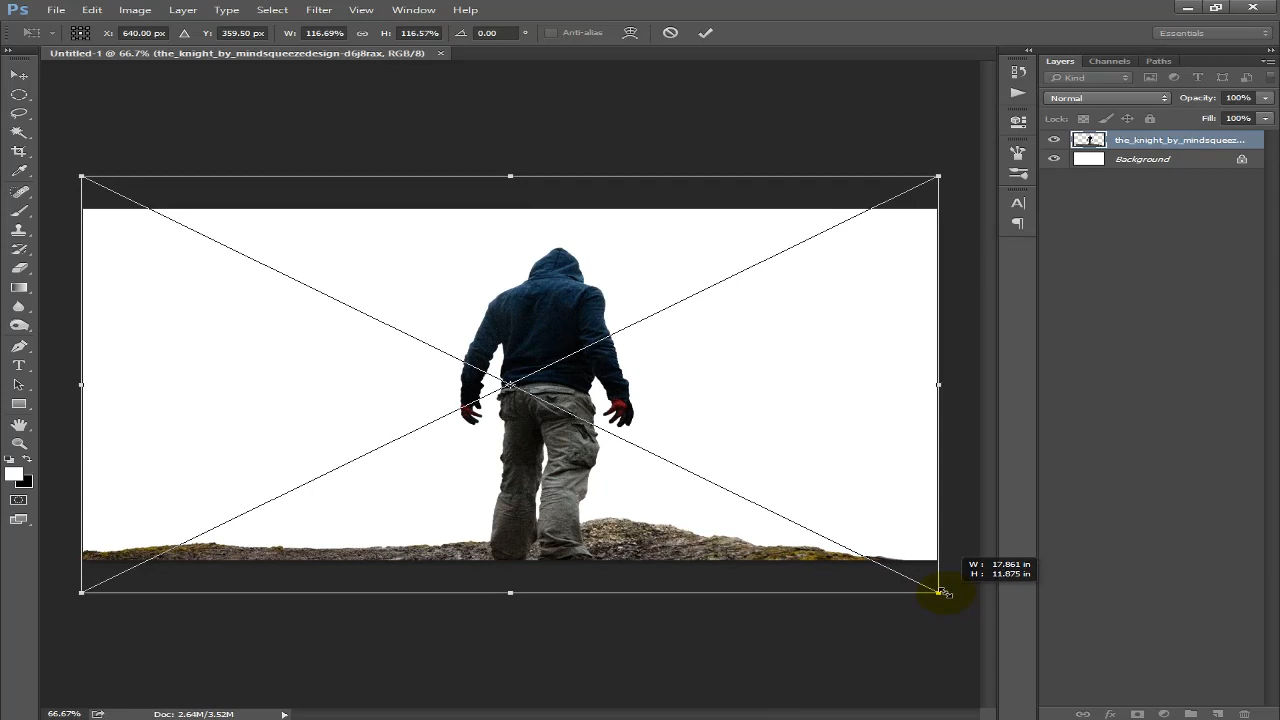 Ps File Edit Image Layer Type Select Filter View Window Help
X: 640.00 px Y: 359.50 px W: 116.69% H: 116.57% 0.00 ° Anti-alias Essentials
Untitled-1 @ 66.7% (the_knight_by_mindsqueezedesign-d6j8rax, RGB/8) ×
Layers Channels Paths
Kind
Normal Opacity: 100%
Lock: Fill: 100%
the_knight_by_mindsqueez...
Background
A|
T
W : 17.861 in
H : 11.875 in
66.67% Doc: 2.64M/3.52M
fx